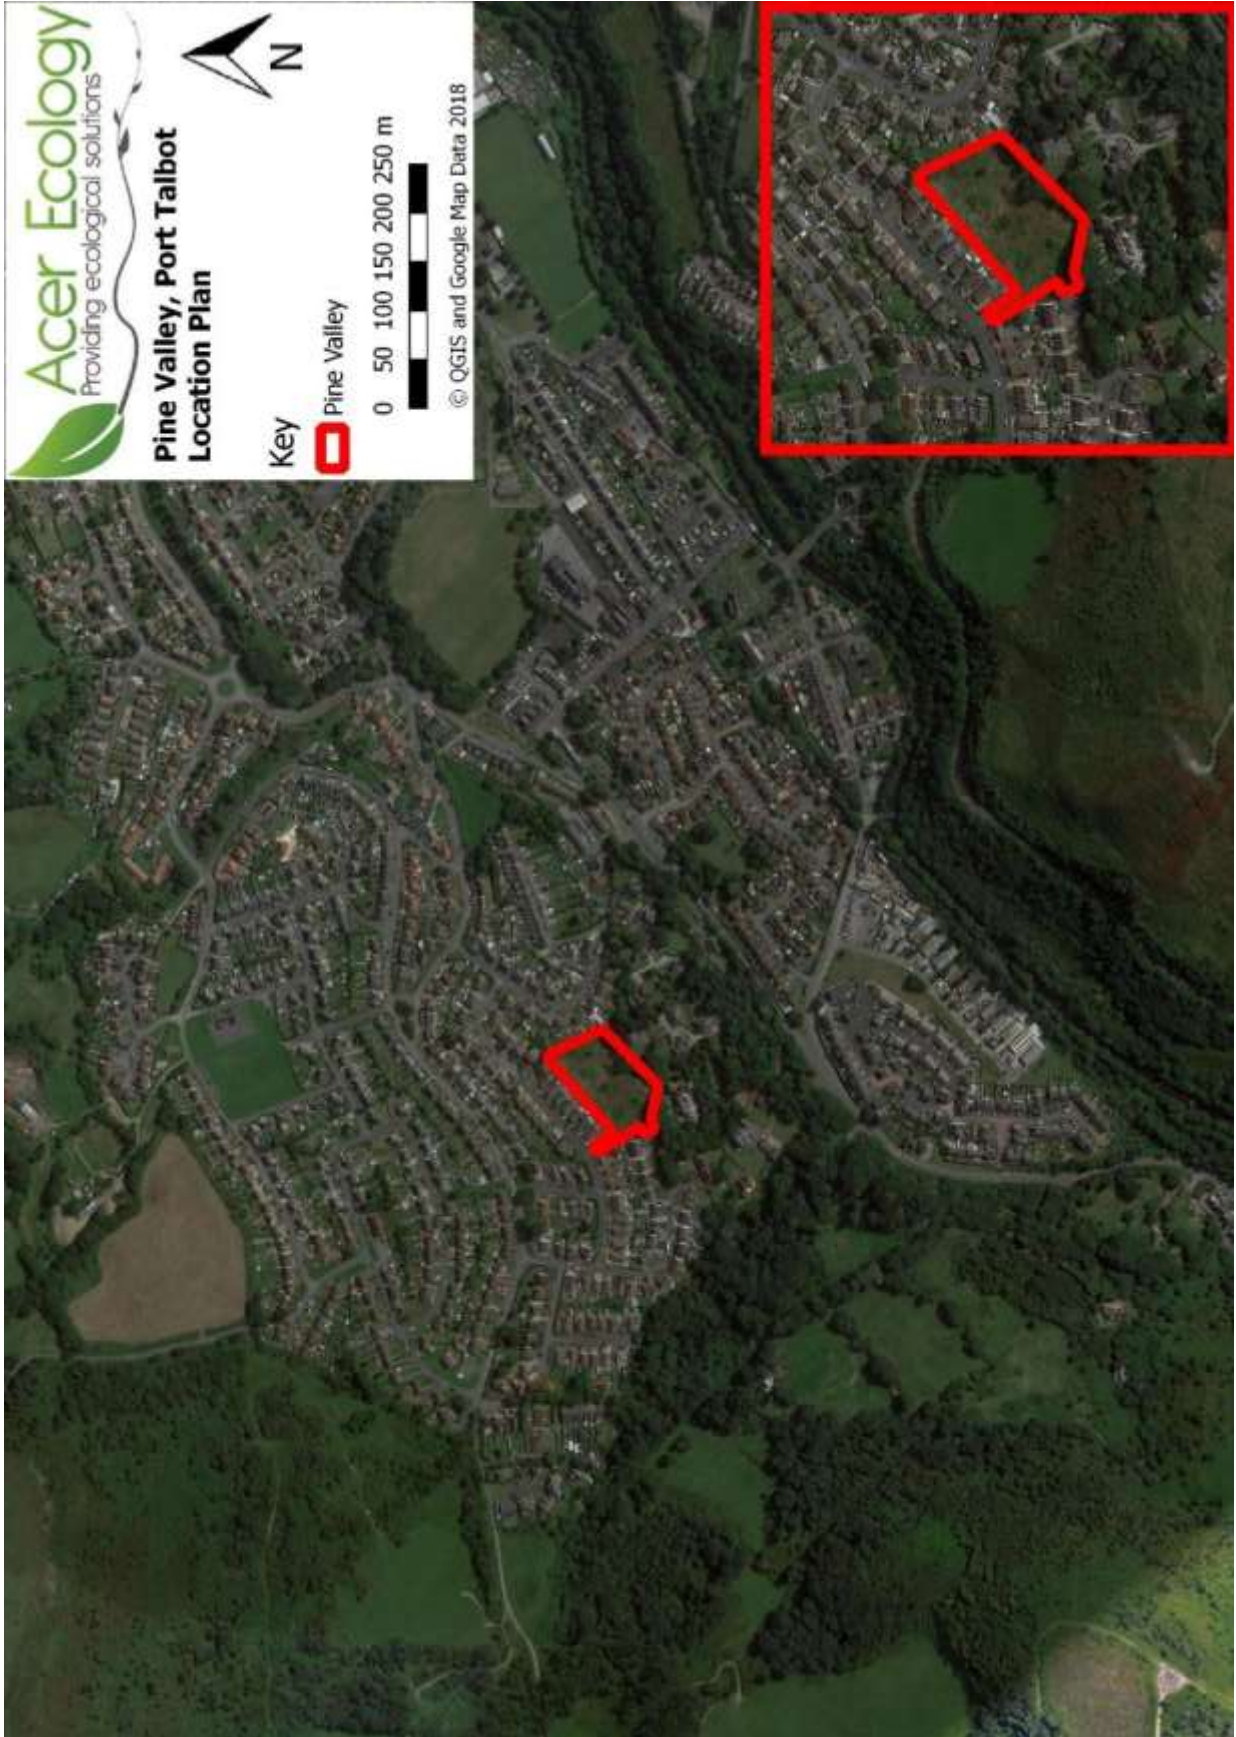 Acer Ecology
Providing ecological solutions
Pine Valley, Port Talbot
Location Plan
N
Key
Pine Valley
0 50 100 150 200 250 m
© QGIS and Google Map Data 2018